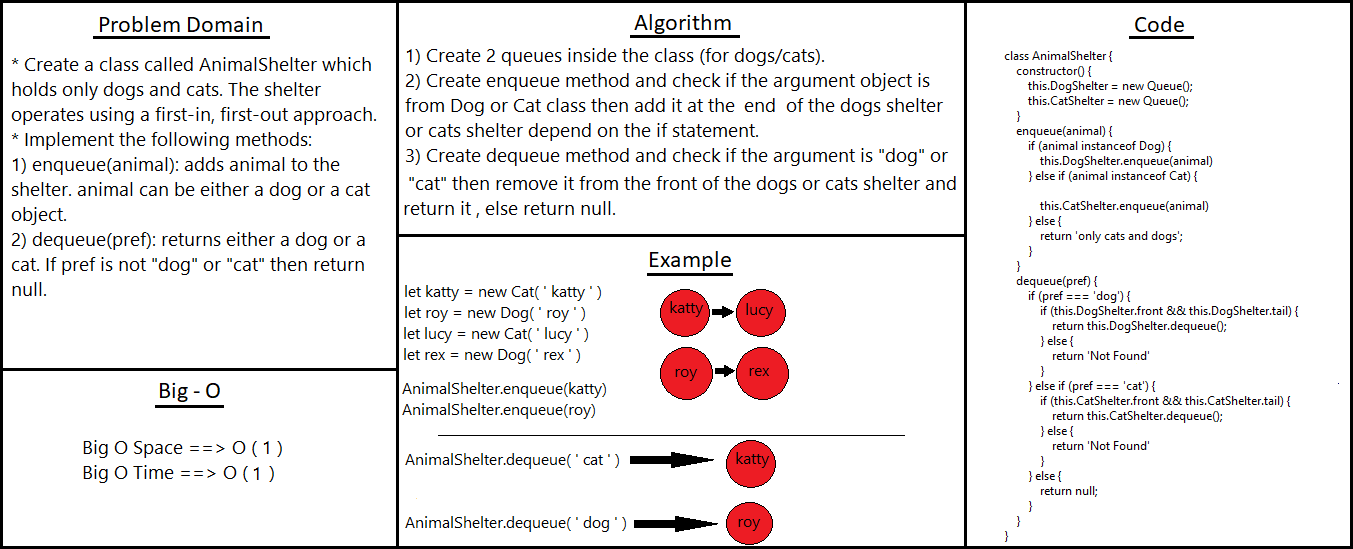 Problem Domain
* Create a class called AnimalShelter which
holds only dogs and cats. The shelter
operates using a first-in, first-out approach.
* Implement the following methods:
1) enqueue(animal): adds animal to the
shelter. animal can be either a dog or a cat
object.
2) dequeue(pref): returns either a dog or a
cat. If pref is not "dog" or "cat" then return
null.
Big - O
Big O Space ==> O ( 1 )
Big O Time ==> O ( 1 )
Algorithm
1) Create 2 queues inside the class (for dogs/cats).
2) Create enqueue method and check if the argument object is
from Dog or Cat class then add it at the end of the dogs shelter
or cats shelter depend on the if statement.
3) Create dequeue method and check if the argument is "dog" or
"cat" then remove it from the front of the dogs or cats shelter and
return it , else return null.
Example
let katty = new Cat( ' katty ' )
let roy = new Dog( ' roy ' )
let lucy = new Cat( ' lucy ' )
let rex = new Dog( ' rex ' )
AnimalShelter.enqueue(katty)
AnimalShelter.enqueue(roy)
katty lucy
roy rex
AnimalShelter.dequeue( ' cat ' ) katty
AnimalShelter.dequeue( ' dog ' ) roy
Code
class AnimalShelter {
constructor() {
this.DogShelter = new Queue();
this.CatShelter = new Queue();
}
enqueue(animal) {
if (animal instanceof Dog) {
this.DogShelter.enqueue(animal)
} else if (animal instanceof Cat) {
this.CatShelter.enqueue(animal)
} else {
return 'only cats and dogs';
}
}
dequeue(pref) {
if (pref === 'dog') {
if (this.DogShelter.front && this.DogShelter.tail) {
return this.DogShelter.dequeue();
} else {
return 'Not Found'
}
} else if (pref === 'cat') {
if (this.CatShelter.front && this.CatShelter.tail) {
return this.CatShelter.dequeue();
} else {
return 'Not Found'
}
} else {
return null;
}
}
}